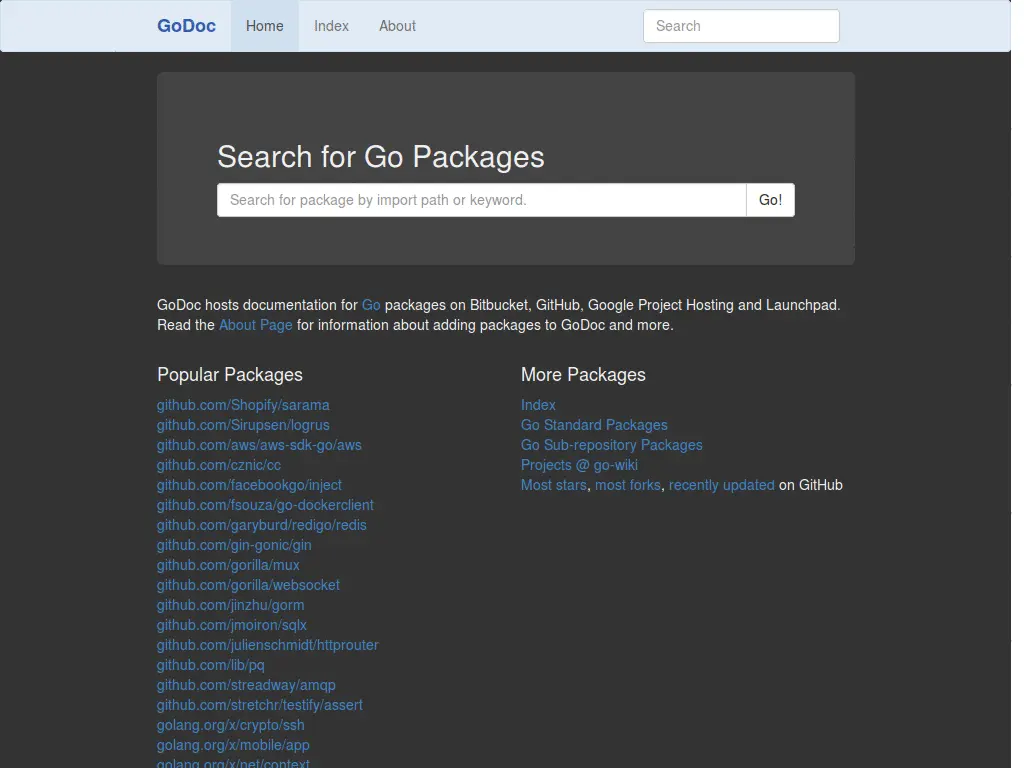 GoDoc Home Index About Search
Search for Go Packages
Search for package by import path or keyword. Go!
GoDoc hosts documentation for Go packages on Bitbucket, GitHub, Google Project Hosting and Launchpad.
Read the About Page for information about adding packages to GoDoc and more.
Popular Packages
github.com/Shopify/sarama
github.com/Sirupsen/logrus
github.com/aws/aws-sdk-go/aws
github.com/cznic/cc
github.com/facebookgo/inject
github.com/fsouza/go-dockerclient
github.com/garyburd/redigo/redis
github.com/gin-gonic/gin
github.com/gorilla/mux
github.com/gorilla/websocket
github.com/jinzhu/gorm
github.com/jmoiron/sqlx
github.com/julienschmidt/httprouter
github.com/lib/pq
github.com/streadway/amqp
github.com/stretchr/testify/assert
golang.org/x/crypto/ssh
golang.org/x/mobile/app
golang.org/x/net/context
More Packages
Index
Go Standard Packages
Go Sub-repository Packages
Projects @ go-wiki
Most stars, most forks, recently updated on GitHub